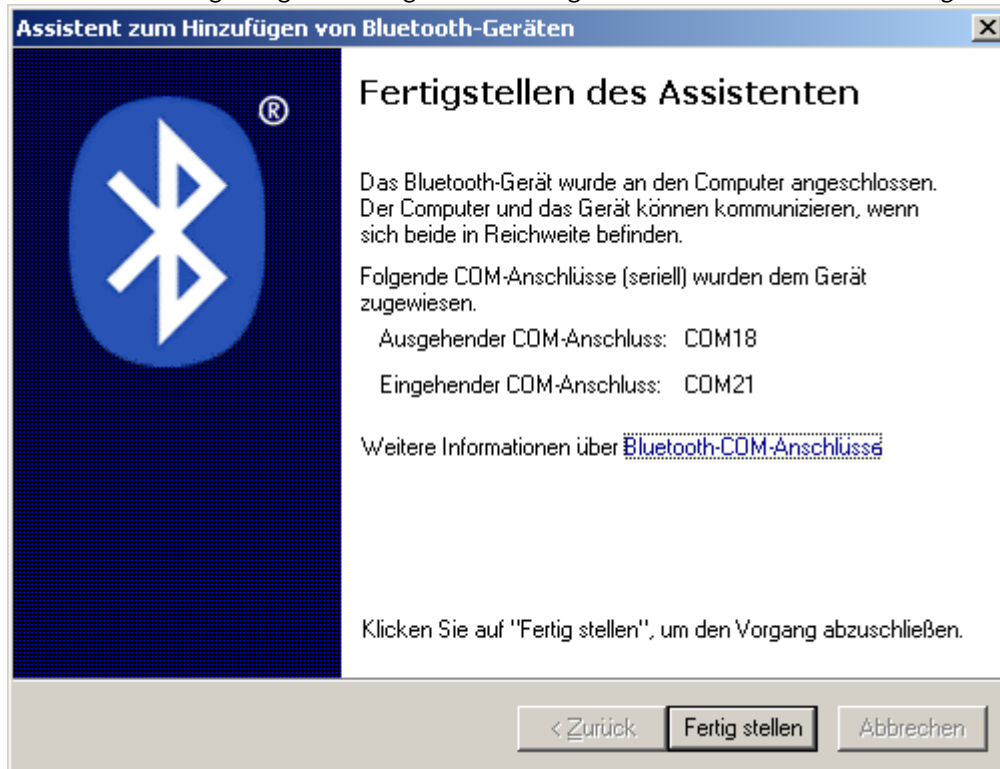 Assistent zum Hinzufügen von Bluetooth-Geräten
®
Fertigstellen des Assistenten
Das Bluetooth-Gerät wurde an den Computer angeschlossen.
Der Computer und das Gerät können kommunizieren, wenn
sich beide in Reichweite befinden.
Folgende COM-Anschlüsse (seriell) wurden dem Gerät
zugewiesen.
Ausgehender COM-Anschluss: COM18
Eingehender COM-Anschluss: COM21
Weitere Informationen über Bluetooth-COM-Anschlüsse
Klicken Sie auf "Fertig stellen", um den Vorgang abzuschließen.
< Zurück Fertig stellen Abbrechen